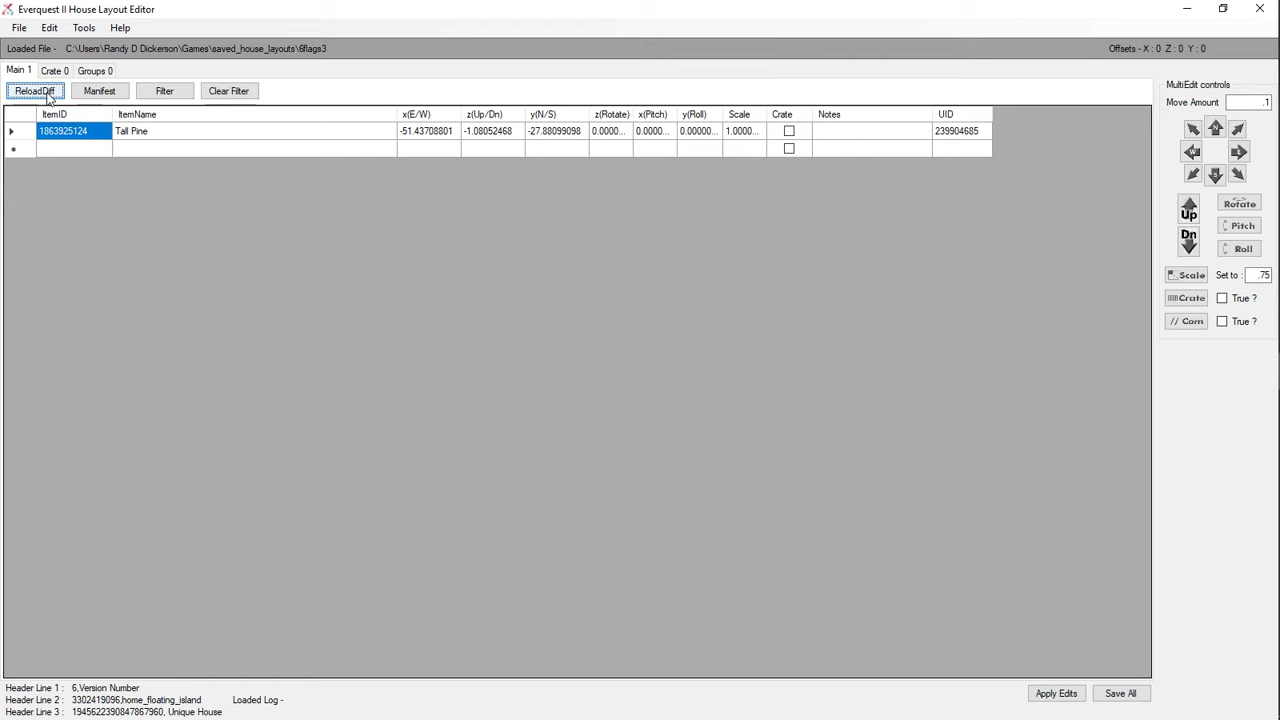 Everquest II House Layout Editor
File Edit Tools Help
Loaded File - C:\Users\Randy D Dickerson\Games\saved_house_layouts\6flags3 Offsets - X : 0 Z : 0 Y : 0
Main 1 Crate 0 Groups 0
ReloadDiff Manifest Filter Clear Filter
MultiEdit controls
Move Amount .1
ItemID ItemName x(E/W) z(Up/Dn) y(N/S) z(Rotate) x(Pitch) y(Roll) Scale Crate Notes UID
1863925124 Tall Pine -51.43708801 -1.08052468 -27.88099098 0.0000... 0.0000... 0.00000... 1.0000... 239904685
N
W E
S
Up Rotate
Pitch
Dn Roll
Scale Set to : .75
Crate True ?
// Com True ?
Header Line 1 : 6,Version Number
Header Line 2 : 3302419096,home_floating_island Loaded Log -
Header Line 3 : 1945622390847867960, Unique House
Apply Edits Save All